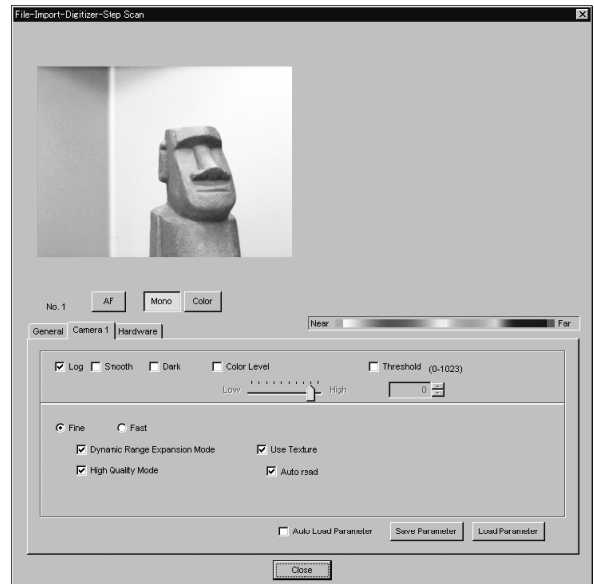 File-Import-Digitizer-Step Scan
No. 1 AF Mono Color
Near Far
General Camera 1 Hardware
Log Smooth Dark Color Level Threshold (0-1023)
Low High 0
Fine Fast
Dynamic Range Expansion Mode Use Texture
High Quality Mode Auto read
Auto Load Parameter Save Parameter Load Parameter
Close